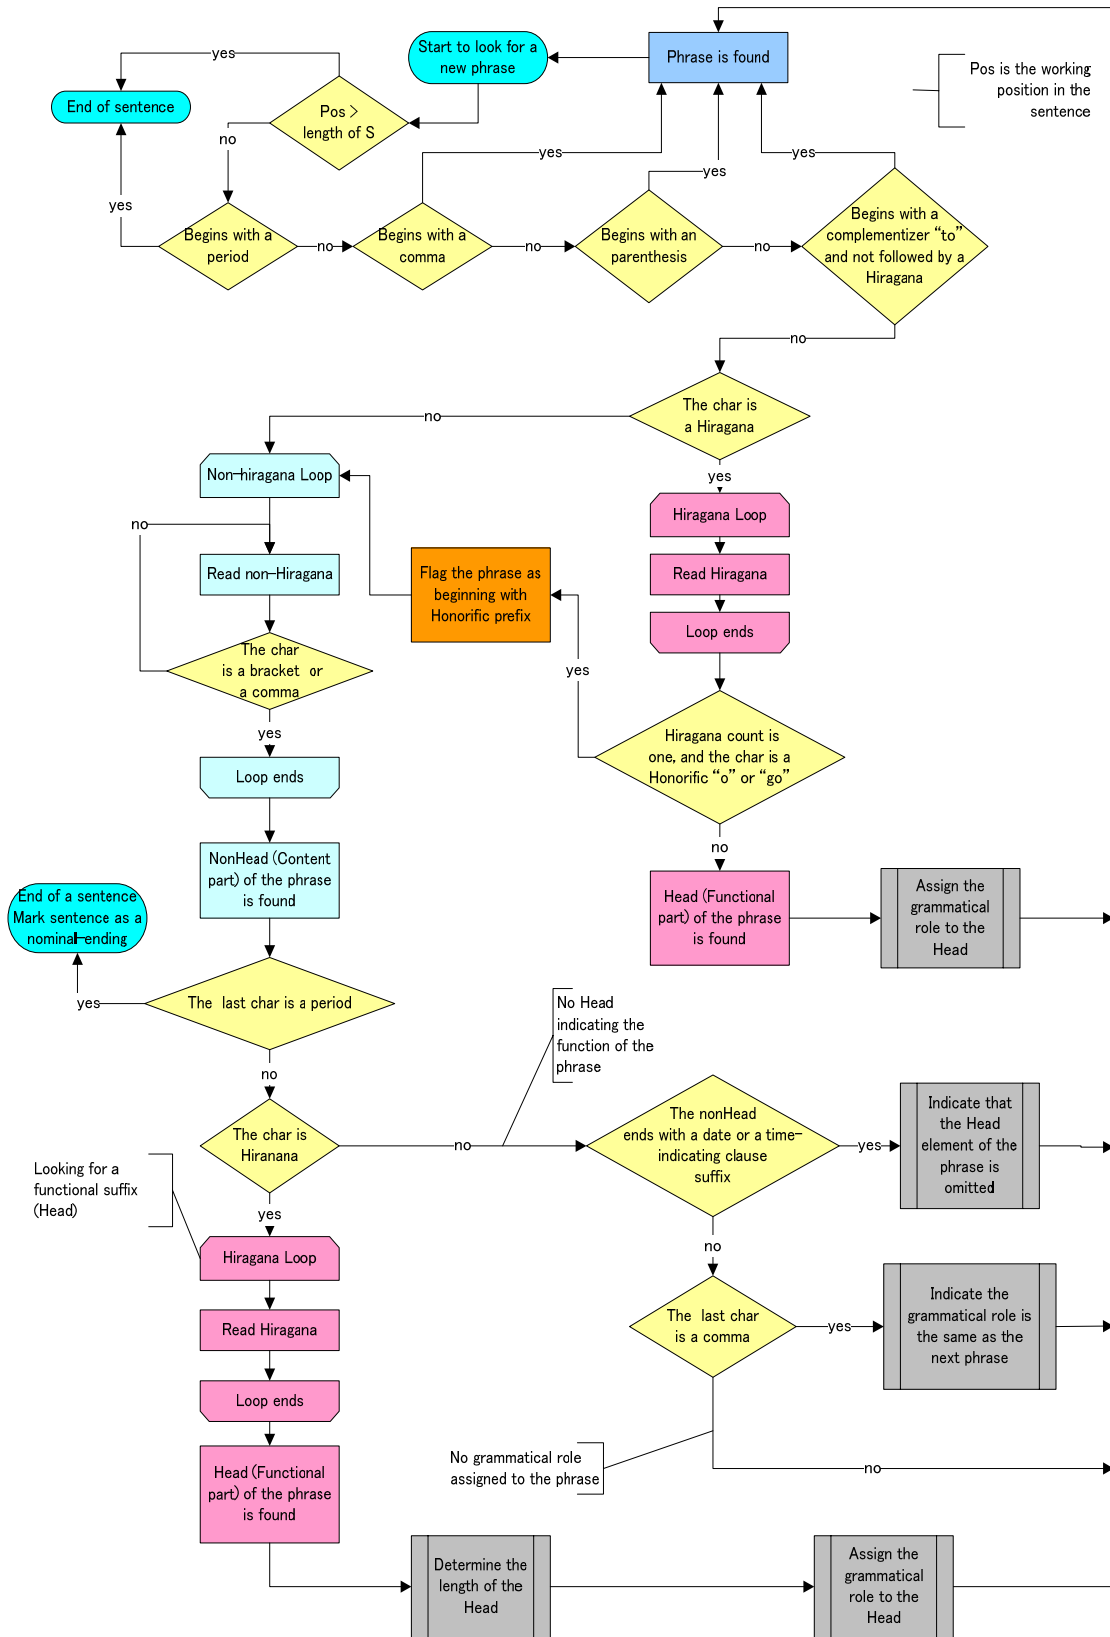 Start to look for a
new phrase
Phrase is found
Pos is the working
position in the
sentence
yes
End of sentence
Pos >
length of S
no
yes
yes
yes
yes
Begins with a
period
no
Begins with a
comma
no
Begins with an
parenthesis
no
Begins with a
complementizer “to”
and not followed by a
Hiragana
no
The char is
a Hiragana
no
yes
Non-hiragana Loop
Hiragana Loop
no
Read non-Hiragana
Flag the phrase as
beginning with
Honorific prefix
Read Hiragana
Loop ends
The char
is a bracket or
a comma
yes
yes
Hiragana count is
one, and the char is a
Honorific “o” or “go”
Loop ends
no
NonHead (Content
part) of the phrase
is found
Head (Functional
part) of the phrase
is found
Assign the
grammatical
role to the
Head
End of a sentence
Mark sentence as a
nominal-ending
yes
The last char is a period
No Head
indicating the
function of the
phrase
no
The char is
Hiranana
no
The nonHead
ends with a date or a time-
indicating clause
suffix
yes
Indicate that
the Head
element of the
phrase is
omitted
Looking for a
functional suffix
(Head)
yes
no
Hiragana Loop
Read Hiragana
The last char
is a comma
yes
Indicate the
grammatical role is
the same as the
next phrase
Loop ends
No grammatical role
assigned to the phrase
no
Head (Functional
part) of the phrase
is found
Determine the
length of the
Head
Assign the
grammatical
role to the
Head